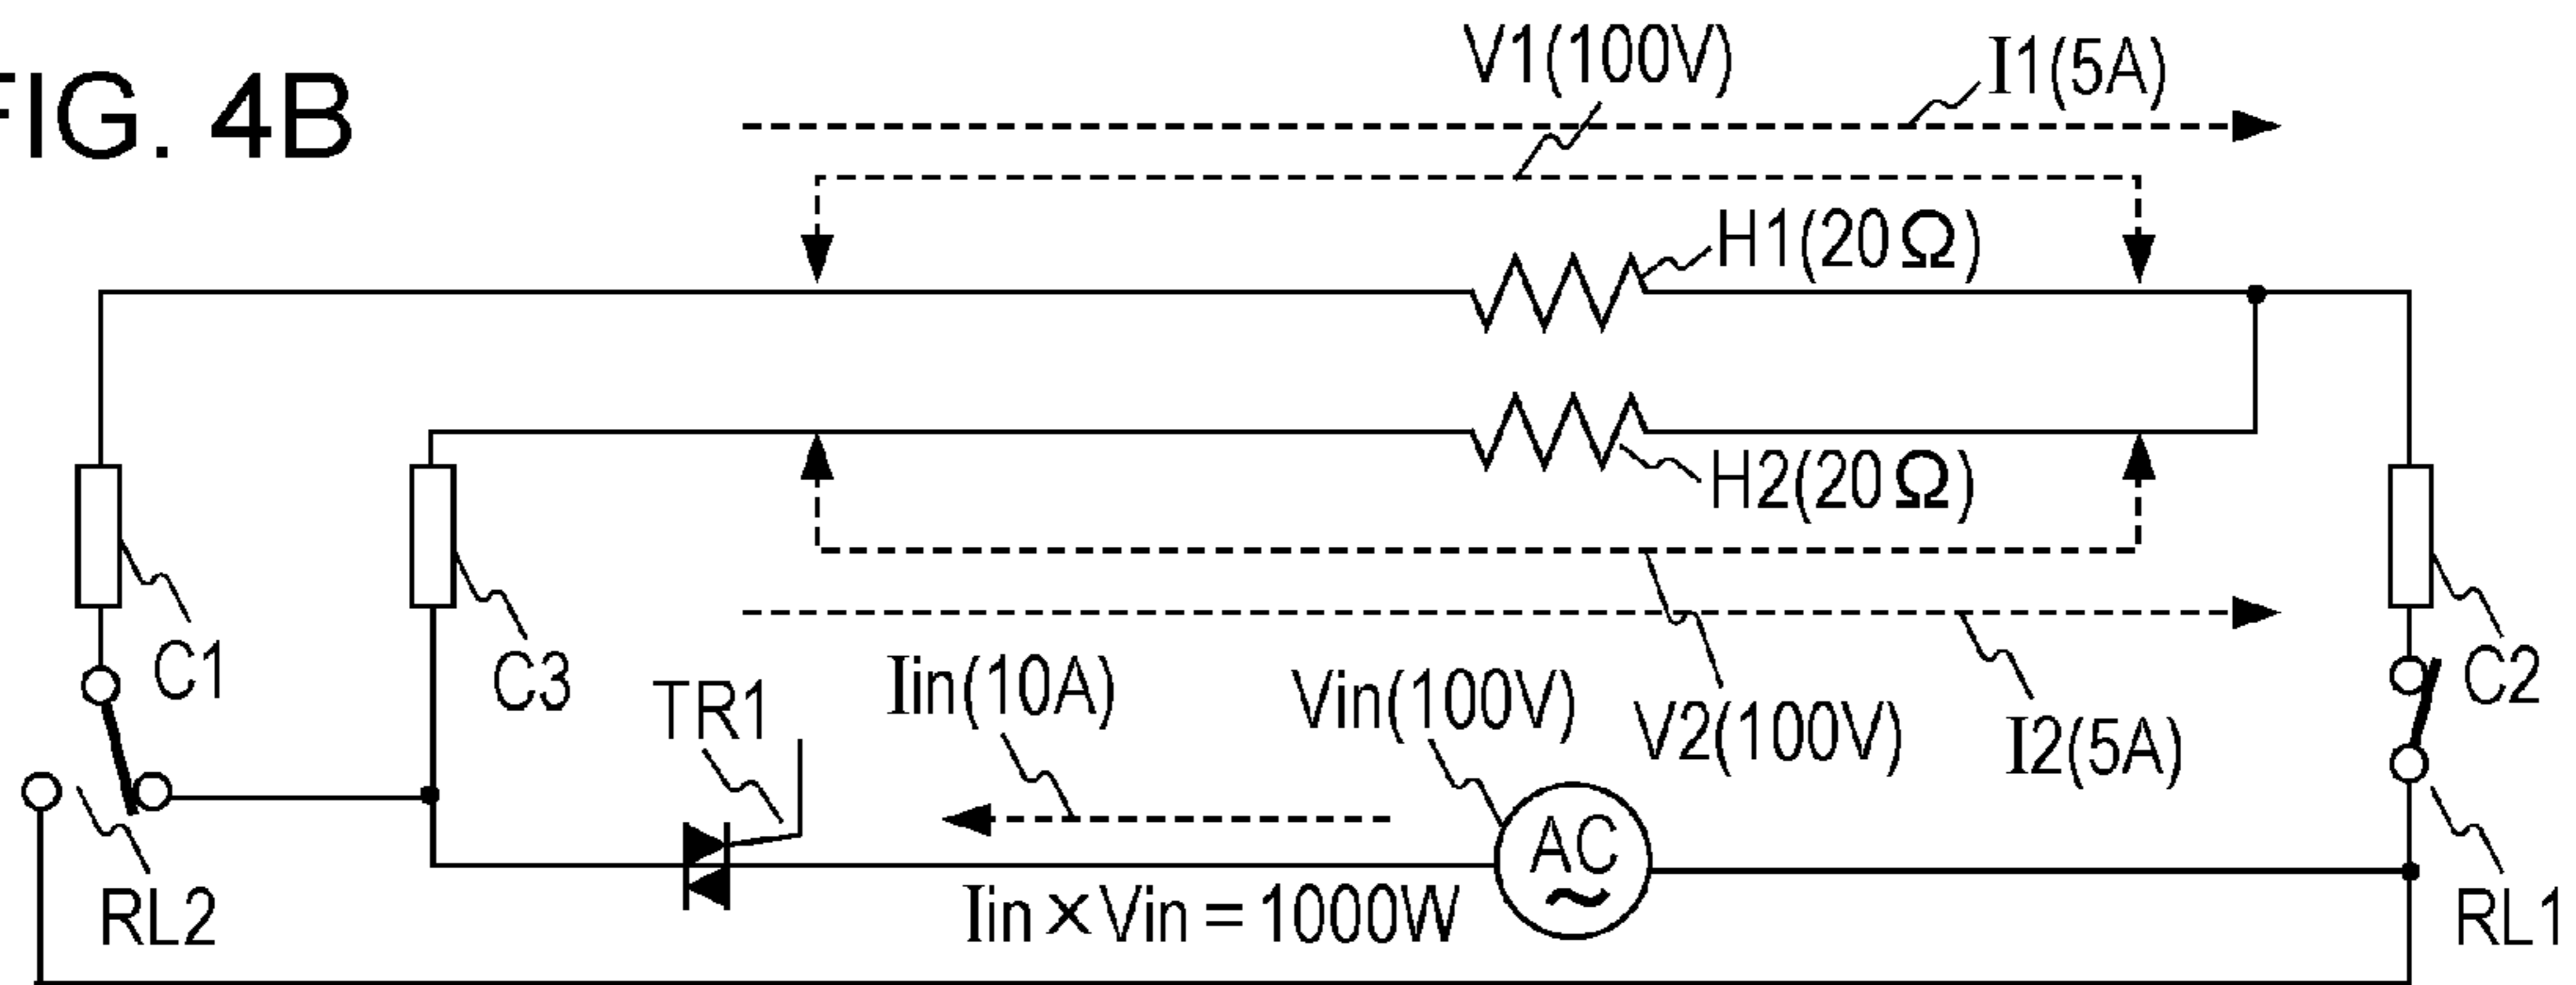 FIG. 4B
V1(100V)
I1(5A)
H1(20Ω)
H2(20Ω)
C1
C3
TR1
Iin(10A)
Vin(100V)
V2(100V)
I2(5A)
C2
AC
~
RL2
Iin×Vin=1000W
RL1